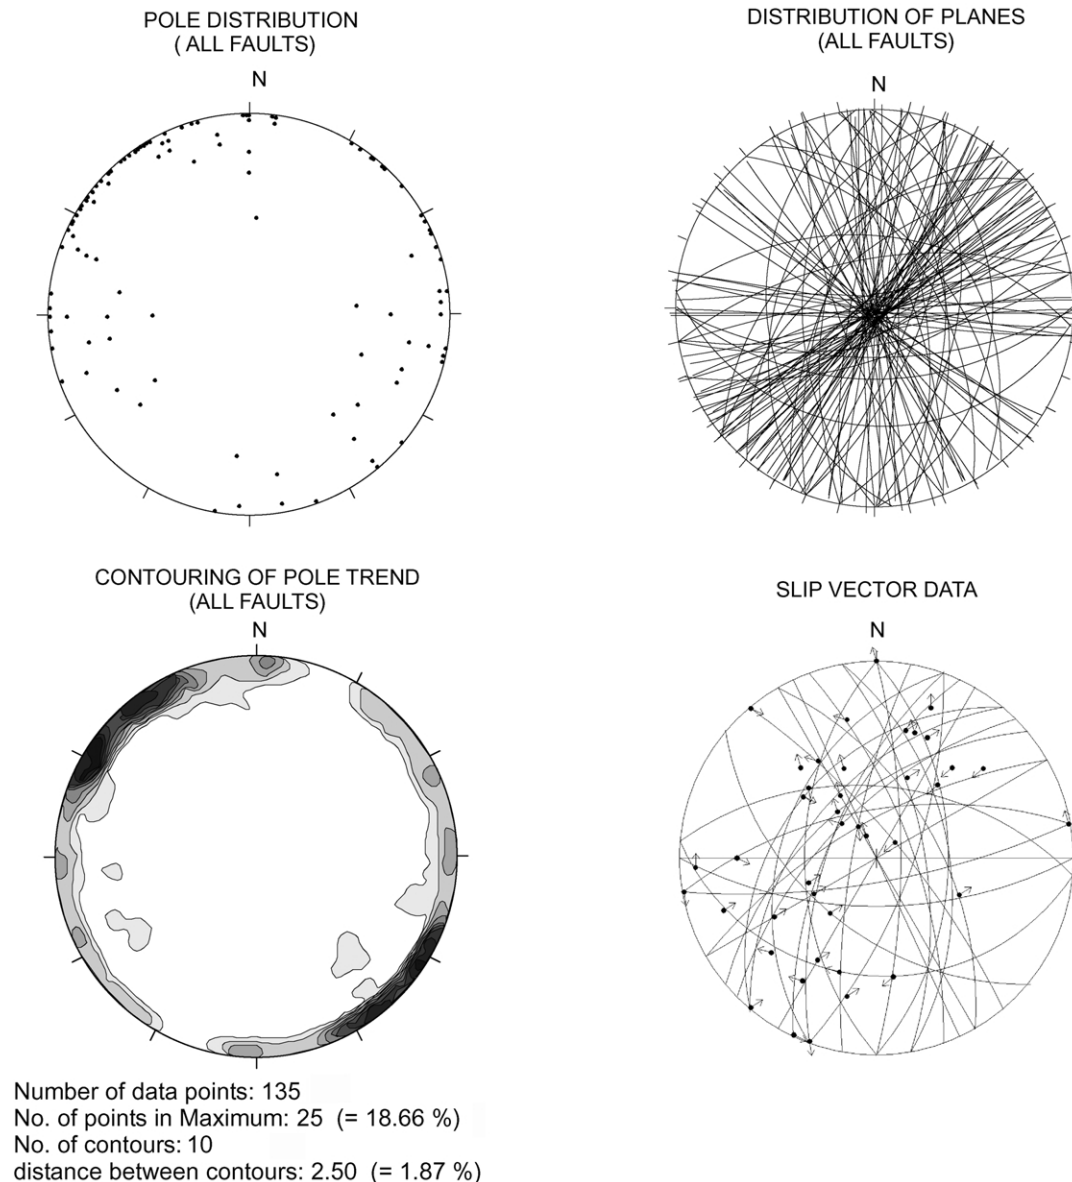 POLE DISTRIBUTION
( ALL FAULTS)
N
DISTRIBUTION OF PLANES
(ALL FAULTS)
N
CONTOURING OF POLE TREND
(ALL FAULTS)
N
SLIP VECTOR DATA
N
Number of data points: 135
No. of points in Maximum: 25 (= 18.66 %)
No. of contours: 10
distance between contours: 2.50 (= 1.87 %)